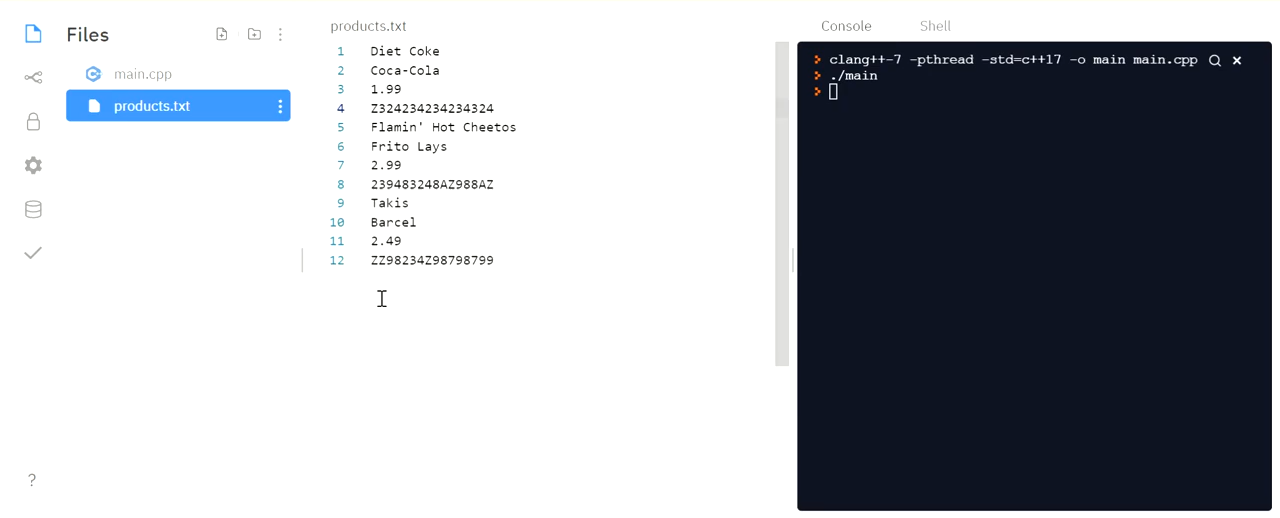 Files
main.cpp
products.txt
products.txt
1 Diet Coke
2 Coca-Cola
3 1.99
4 Z324234234234324
5 Flamin' Hot Cheetos
6 Frito Lays
7 2.99
8 239483248AZ988AZ
9 Takis
10 Barcel
11 2.49
12 ZZ98234Z98798799
Console Shell
clang++-7 -pthread -std=c++17 -o main main.cpp
./main
?